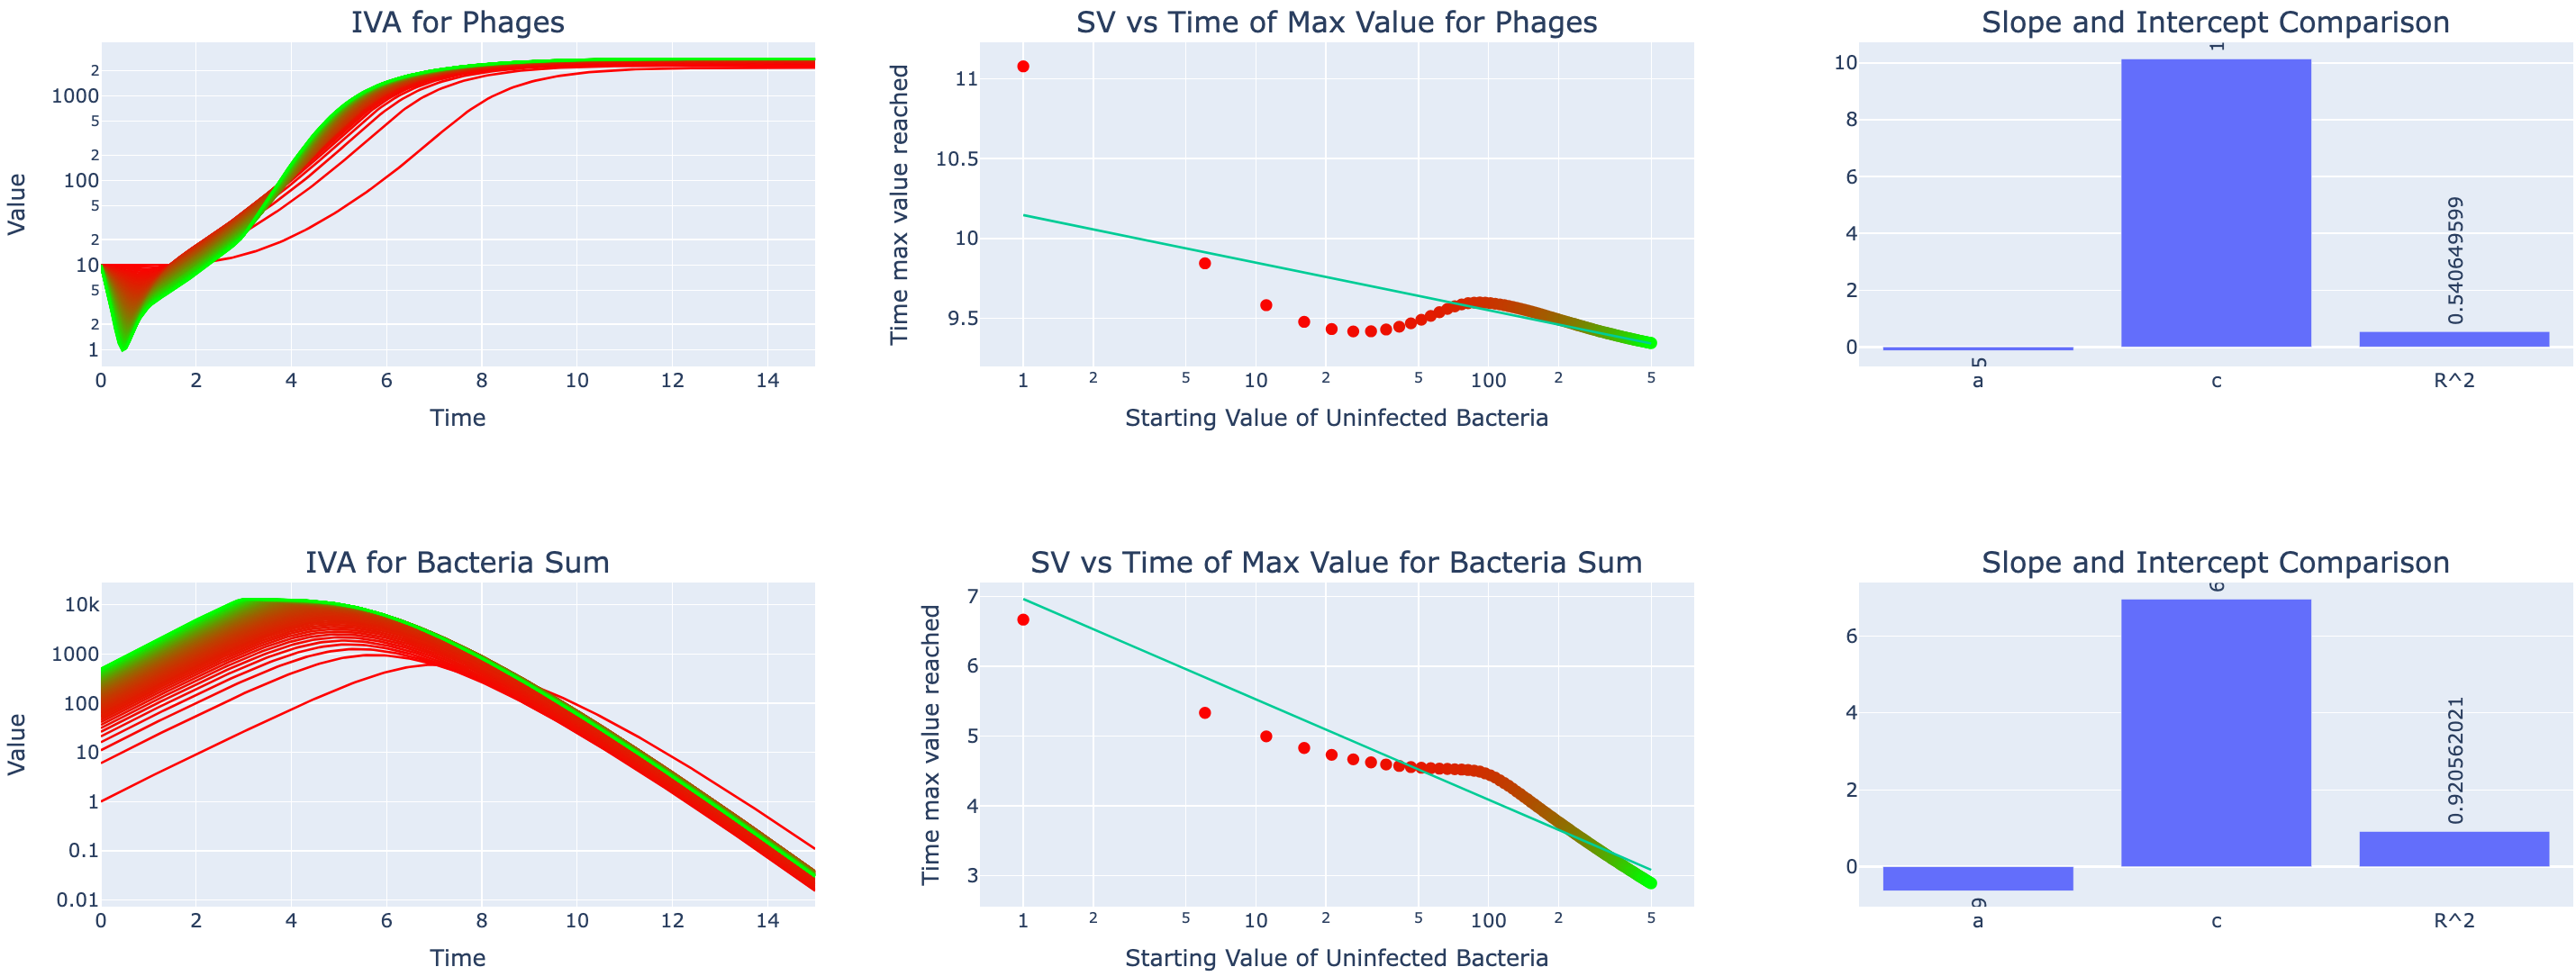 IVA for Phages
SV vs Time of Max Value for Phages
Slope and Intercept Comparison
Value
2
1000
5
2
100
5
2
10
5
2
1
0 2 4 6 8 10 12 14
Time
Time max value reached
11
10.5
10
9.5
1 2 5 10 2 5 100 2 5
Starting Value of Uninfected Bacteria
10
8
6
4
2
0
1
5
0.540649599
a c R^2
IVA for Bacteria Sum
SV vs Time of Max Value for Bacteria Sum
Slope and Intercept Comparison
Value
10k
1000
100
10
1
0.1
0.01
0 2 4 6 8 10 12 14
Time
Time max value reached
7
6
5
4
3
1 2 5 10 2 5 100 2 5
Starting Value of Uninfected Bacteria
6
4
2
0
6
9
0.920562021
a c R^2